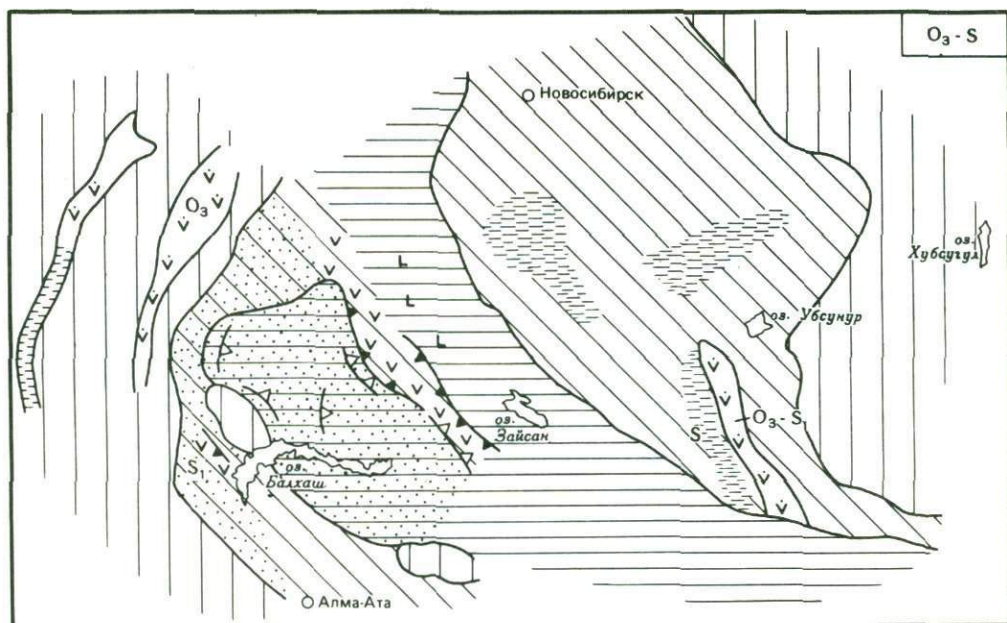 O₃ - S
Новосибирск
O₃
оз.
Хубсугул
L
L
L
оз. Убсунур
оз.
Зайсан
S
O₃ - S₁
S₁
оз.
Балхаш
Алма-Ата